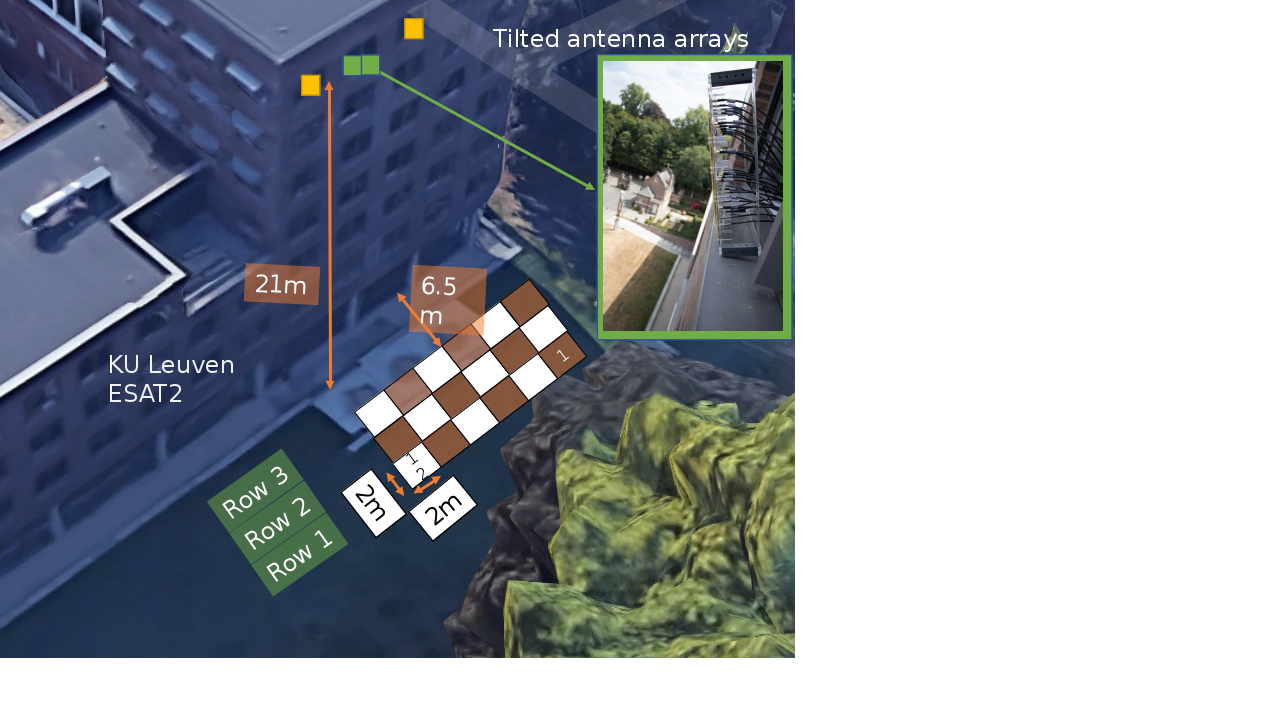 Tilted antenna arrays
21m
6.5
m
KU Leuven
ESAT2
1
1
2
2m
2m
Row 3
Row 2
Row 1